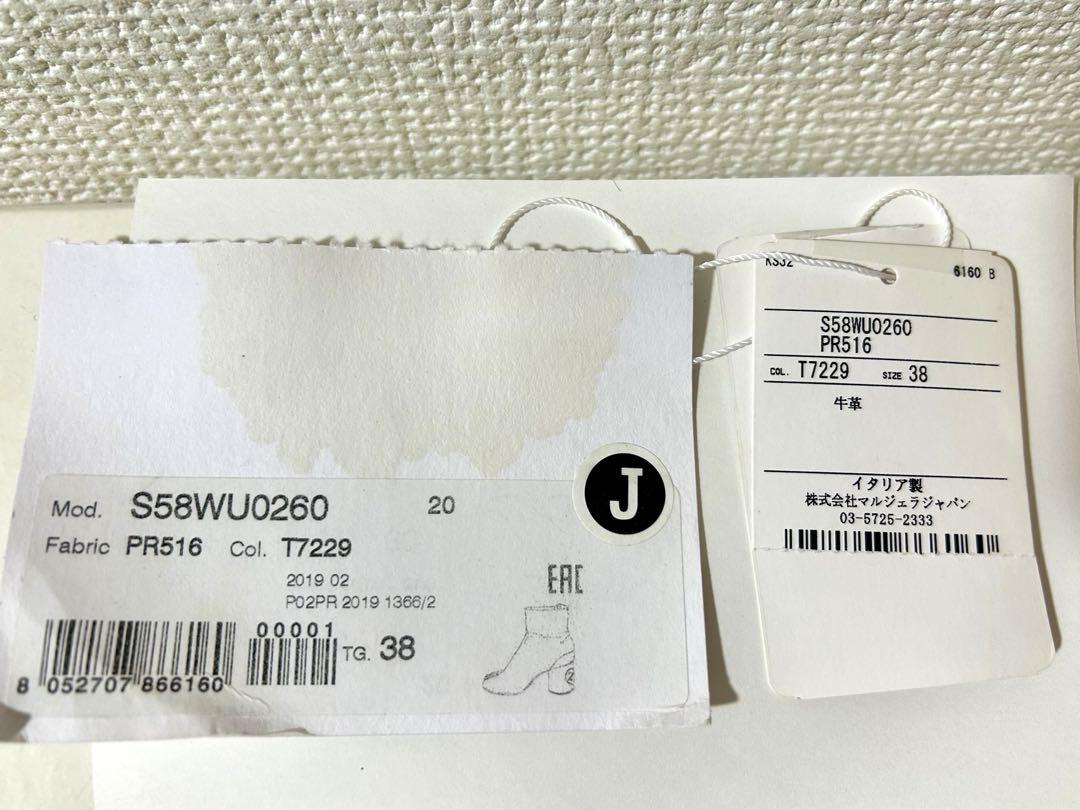 Mod. S58WU0260 20
Fabric PR516 Col. T7229
2019 02
P02PR 2019 1366/2
00001
TG. 38
8 052707 866160
EAC
J
KS32 6160 B
S58WU0260
PR516
COL. T7229 SIZE 38
牛革
イタリア製
株式会社マルジェラジャパン
03-5725-2333